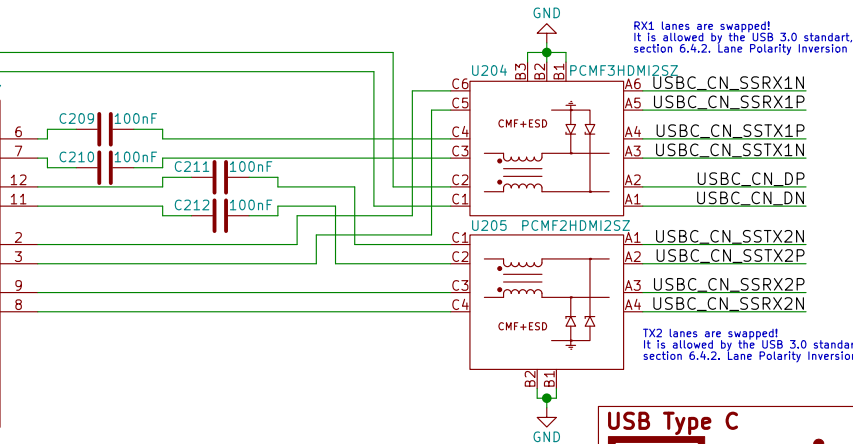 GND
RX1 lanes are swapped!
It is allowed by the USB 3.0 standart,
section 6.4.2. Lane Polarity Inversion
U204
B3
B2
B1
PCMF3HDMI2SZ
C6
A6
USBC_CN_SSRX1N
C5
A5
USBC_CN_SSRX1P
C209
100nF
CMF+ESD
6
C4
A4
USBC_CN_SSTX1P
7
C210
100nF
C3
A3
USBC_CN_SSTX1N
C211
100nF
12
C2
A2
USBC_CN_DP
11
C212
100nF
C1
A1
USBC_CN_DN
U205
PCMF2HDMI2SZ
2
C1
A1
USBC_CN_SSTX2N
3
C2
A2
USBC_CN_SSTX2P
9
C3
A3
USBC_CN_SSRX2P
8
C4
A4
USBC_CN_SSRX2N
CMF+ESD
TX2 lanes are swapped!
It is allowed by the USB 3.0
section 6.4.2. Lane Polarity
B2
B1
GND
USB Type C